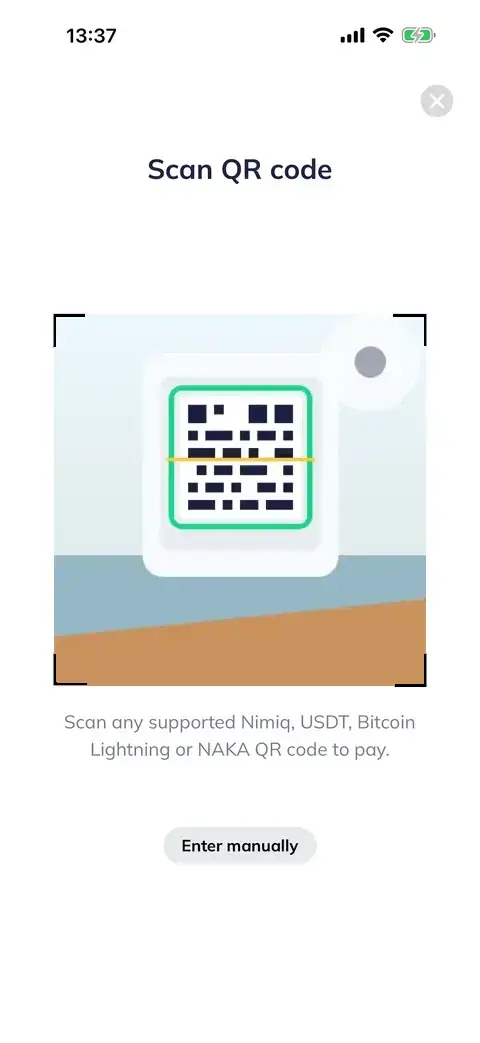 13:37
Scan QR code
Scan any supported Nimiq, USDT, Bitcoin
Lightning or NAKA QR code to pay.
Enter manually